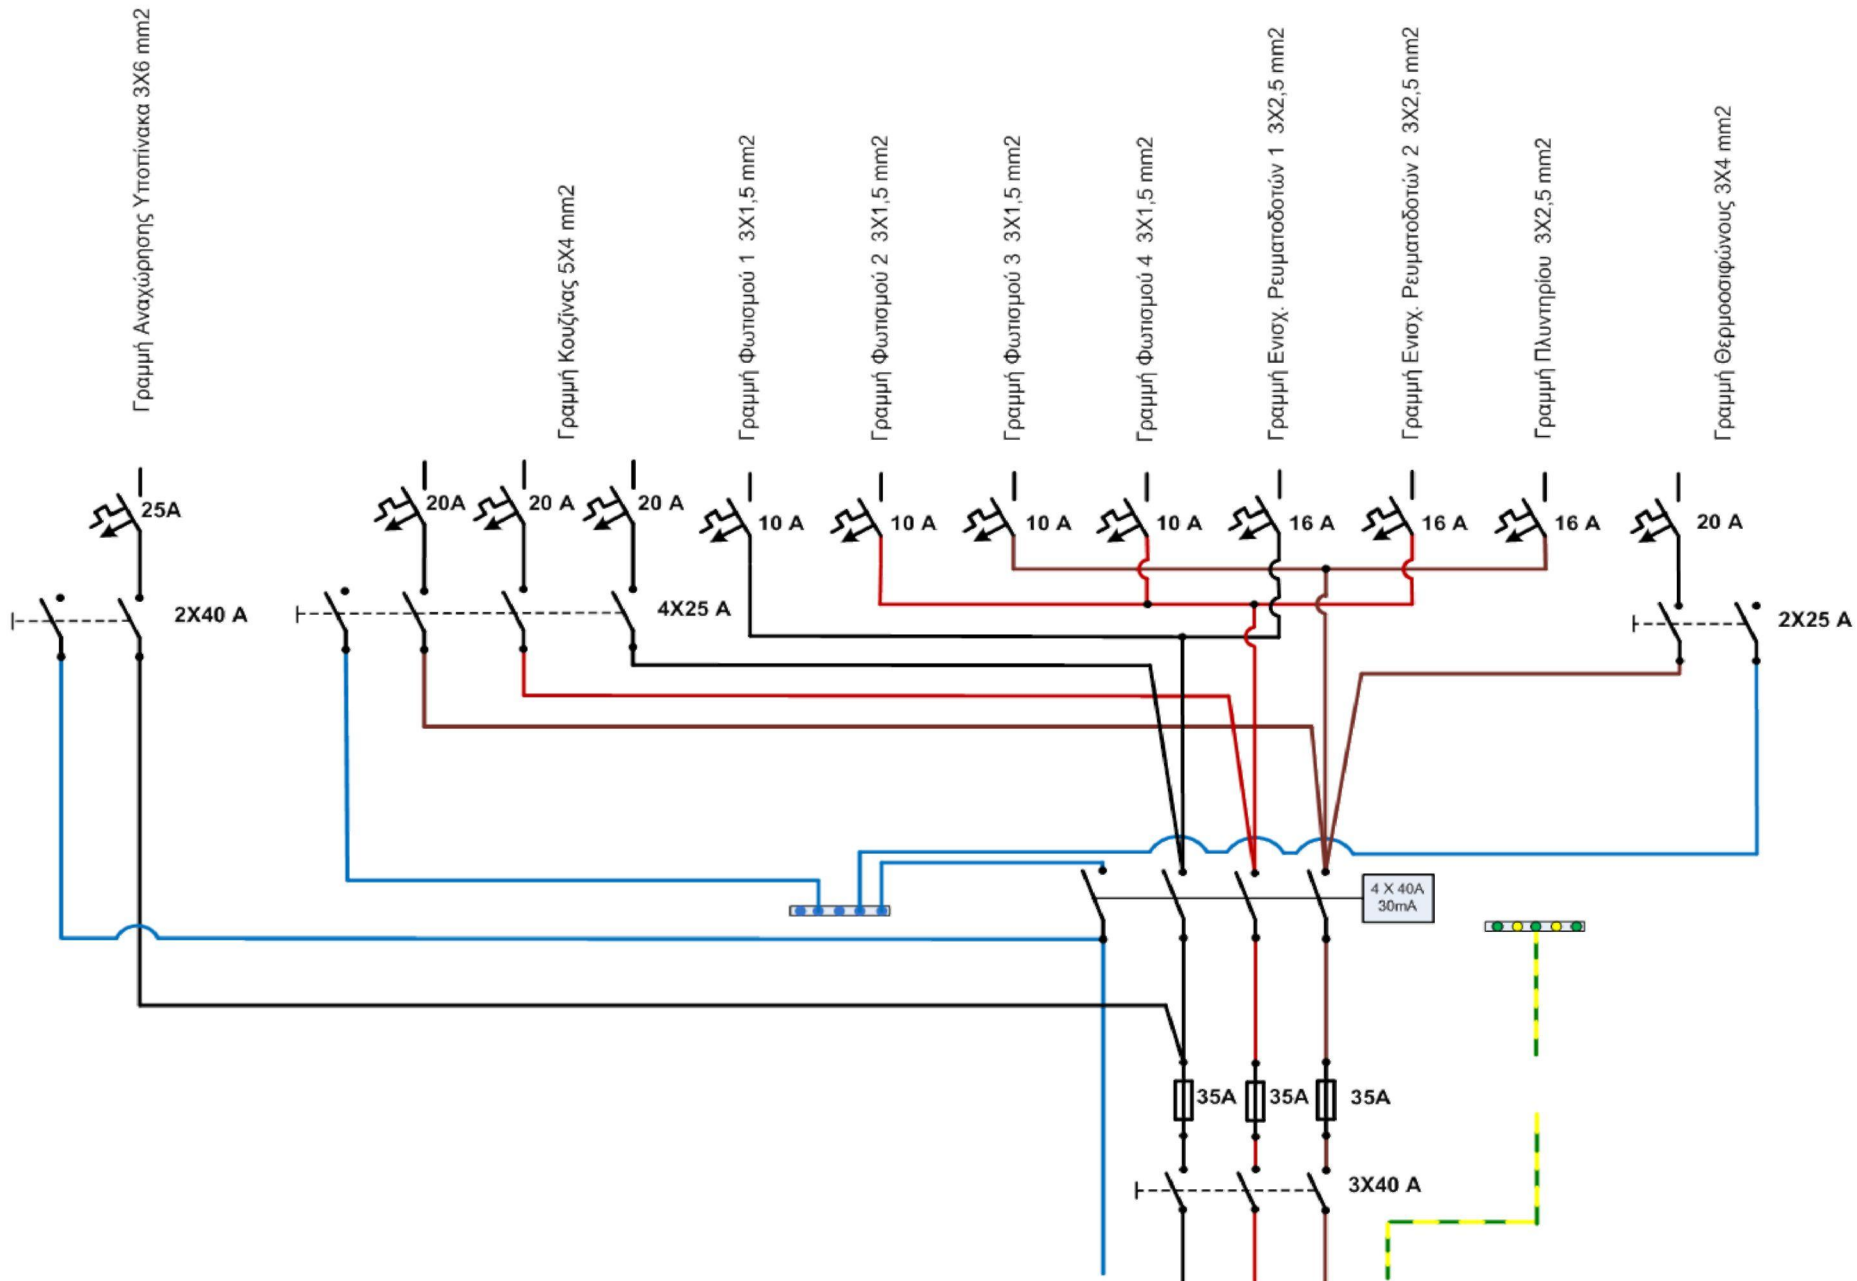 Γραμμή Αναχώρησης Υποπίνακα 3Χ6 mm2
Γραμμή Κουζίνας 5Χ4 mm2
Γραμμή Φωτισμού 1 3Χ1,5 mm2
Γραμμή Φωτισμού 2 3Χ1,5 mm2
Γραμμή Φωτισμού 3 3Χ1,5 mm2
Γραμμή Φωτισμού 4 3Χ1,5 mm2
Γραμμή Ενισχ. Ρευματοδοτών 1 3Χ2,5 mm2
Γραμμή Ενισχ. Ρευματοδοτών 2 3Χ2,5 mm2
Γραμμή Πλυντηρίου 3Χ2,5 mm2
Γραμμή Θερμοσιφώνους 3Χ4 mm2
25A
20A
20 A
20 A
10 A
10 A
10 A
10 A
16 A
16 A
16 A
20 A
2X40 A
4X25 A
2X25 A
4 X 40A
30mA
35A
35A
35A
3X40 A